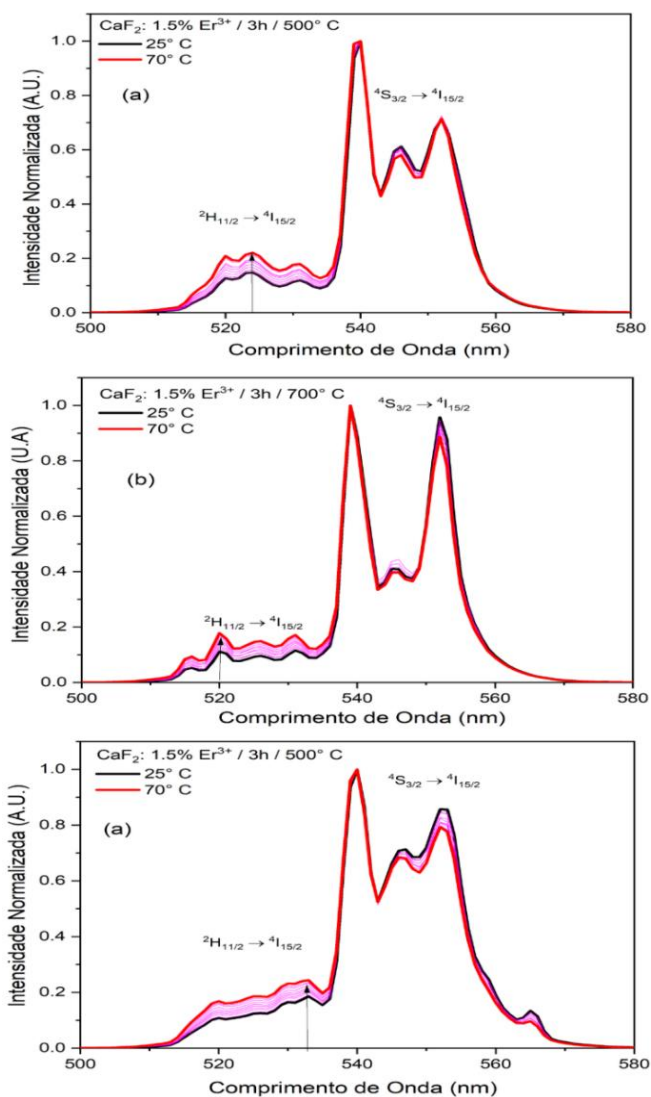 CaF₂: 1.5% Er³⁺ / 3h / 500° C
25° C
70° C
(a)
⁴S₃/₂ → ⁴I₁₅/₂
²H₁₁/₂ → ⁴I₁₅/₂
Intensidade Normalizada (A.U.)
1.0
0.8
0.6
0.4
0.2
0.0
500 520 540 560 580
Comprimento de Onda (nm)
CaF₂: 1.5% Er³⁺ / 3h / 700° C
25° C
70° C
(b)
⁴S₃/₂ → ⁴I₁₅/₂
²H₁₁/₂ → ⁴I₁₅/₂
Intensidade Normalizada (U.A)
1.0
0.8
0.6
0.4
0.2
0.0
500 520 540 560 580
Comprimento de Onda (nm)
CaF₂: 1.5% Er³⁺ / 3h / 500° C
25° C
70° C
(a)
⁴S₃/₂ → ⁴I₁₅/₂
²H₁₁/₂ → ⁴I₁₅/₂
Intensidade Normalizada (A.U.)
1.0
0.8
0.6
0.4
0.2
0.0
500 520 540 560 580
Comprimento de Onda (nm)